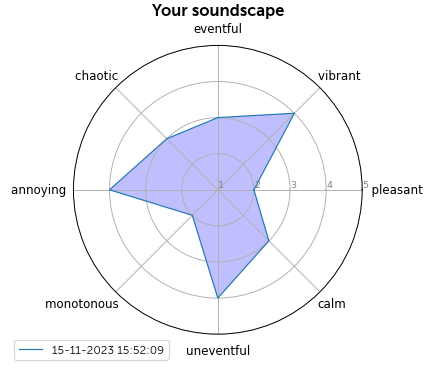 Your soundscape
eventful
chaotic
vibrant
annoying
1
2
3
4
5
pleasant
monotonous
calm
15-11-2023 15:52:09
uneventful